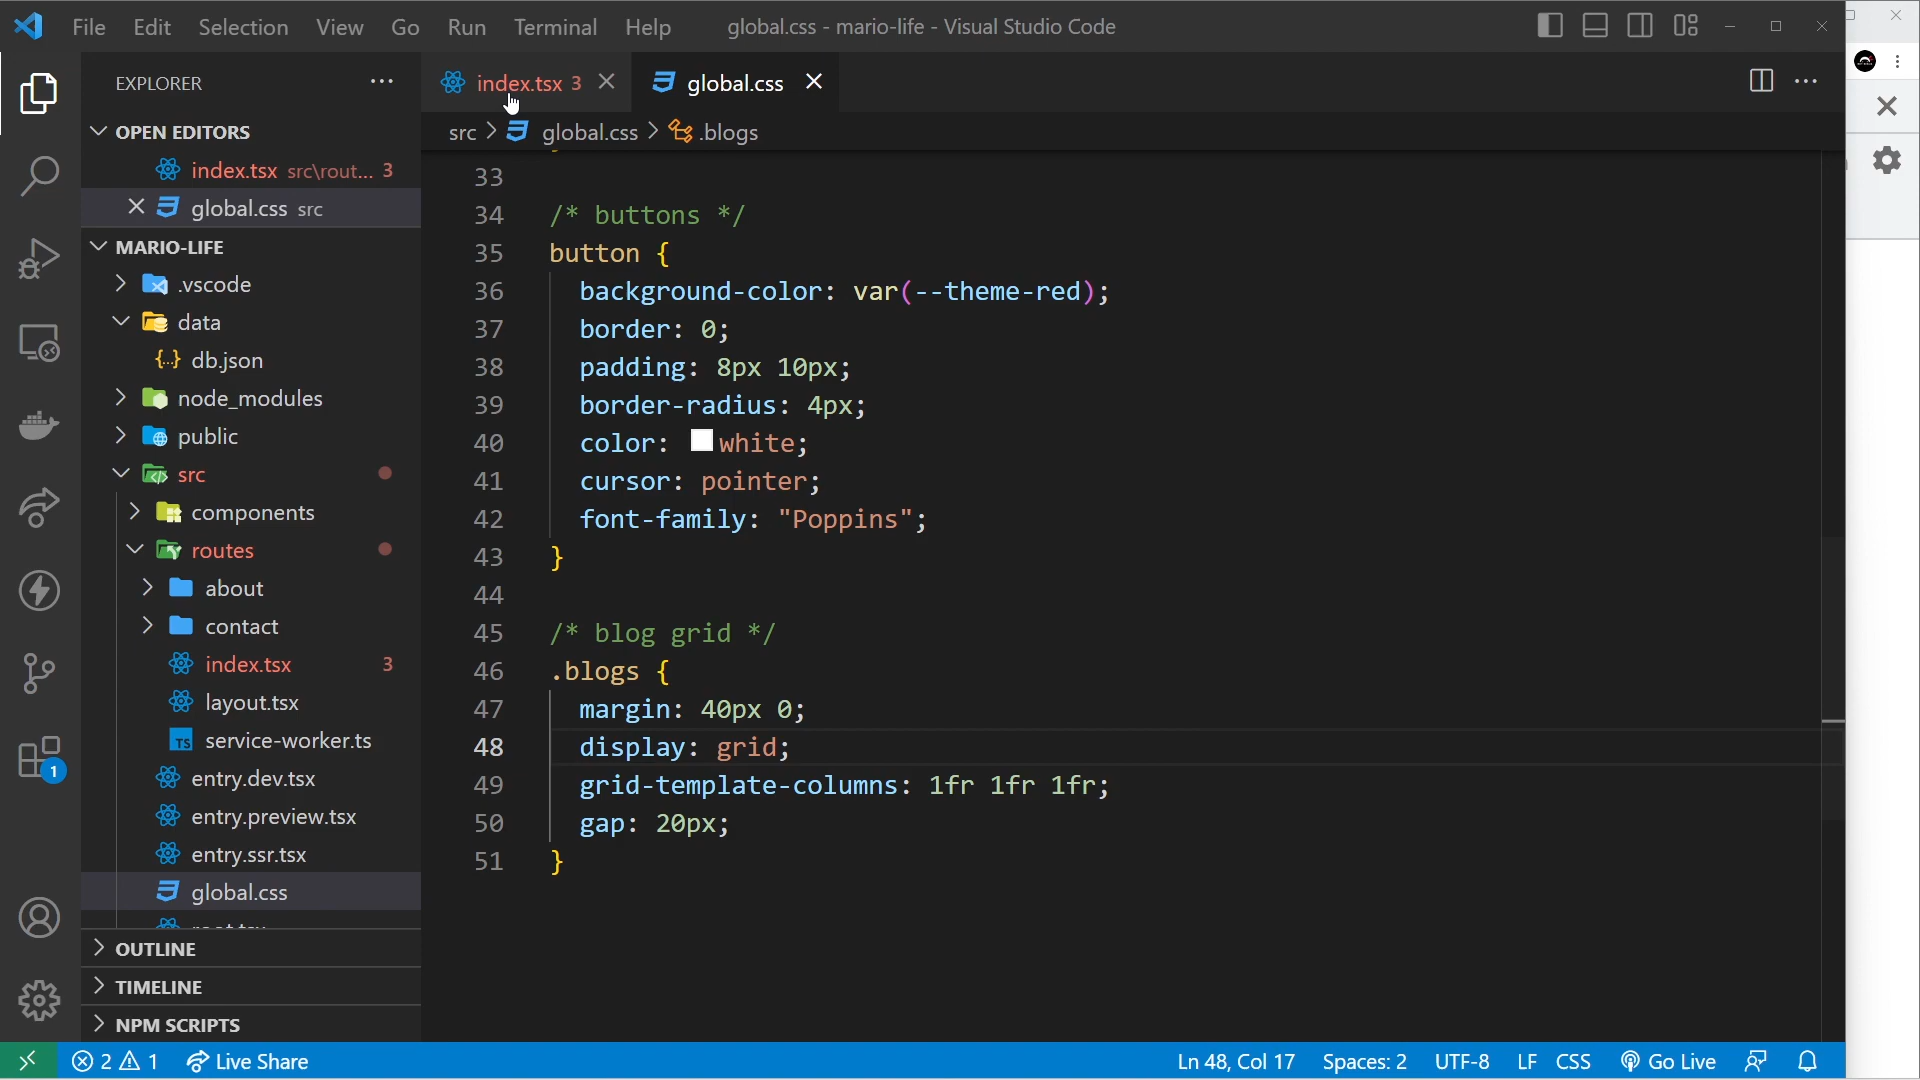 File Edit Selection View Go Run Terminal Help global.css - mario-life - Visual Studio Code
EXPLORER
OPEN EDITORS
index.tsx src\rout... 3
global.css src
MARIO-LIFE
.vscode
data
db.json
node_modules
public
src
components
routes
about
contact
index.tsx 3
layout.tsx
service-worker.ts
entry.dev.tsx
entry.preview.tsx
entry.ssr.tsx
global.css
OUTLINE
TIMELINE
NPM SCRIPTS
1
index.tsx 3 global.css
src > global.css > .blogs
33
34 /* buttons */
35 button {
36 background-color: var(--theme-red);
37 border: 0;
38 padding: 8px 10px;
39 border-radius: 4px;
40 color: white;
41 cursor: pointer;
42 font-family: "Poppins";
43 }
44
45 /* blog grid */
46 .blogs {
47 margin: 40px 0;
48 display: grid;
49 grid-template-columns: 1fr 1fr 1fr;
50 gap: 20px;
51 }
2 1 Live Share Ln 48, Col 17 Spaces: 2 UTF-8 LF CSS Go Live